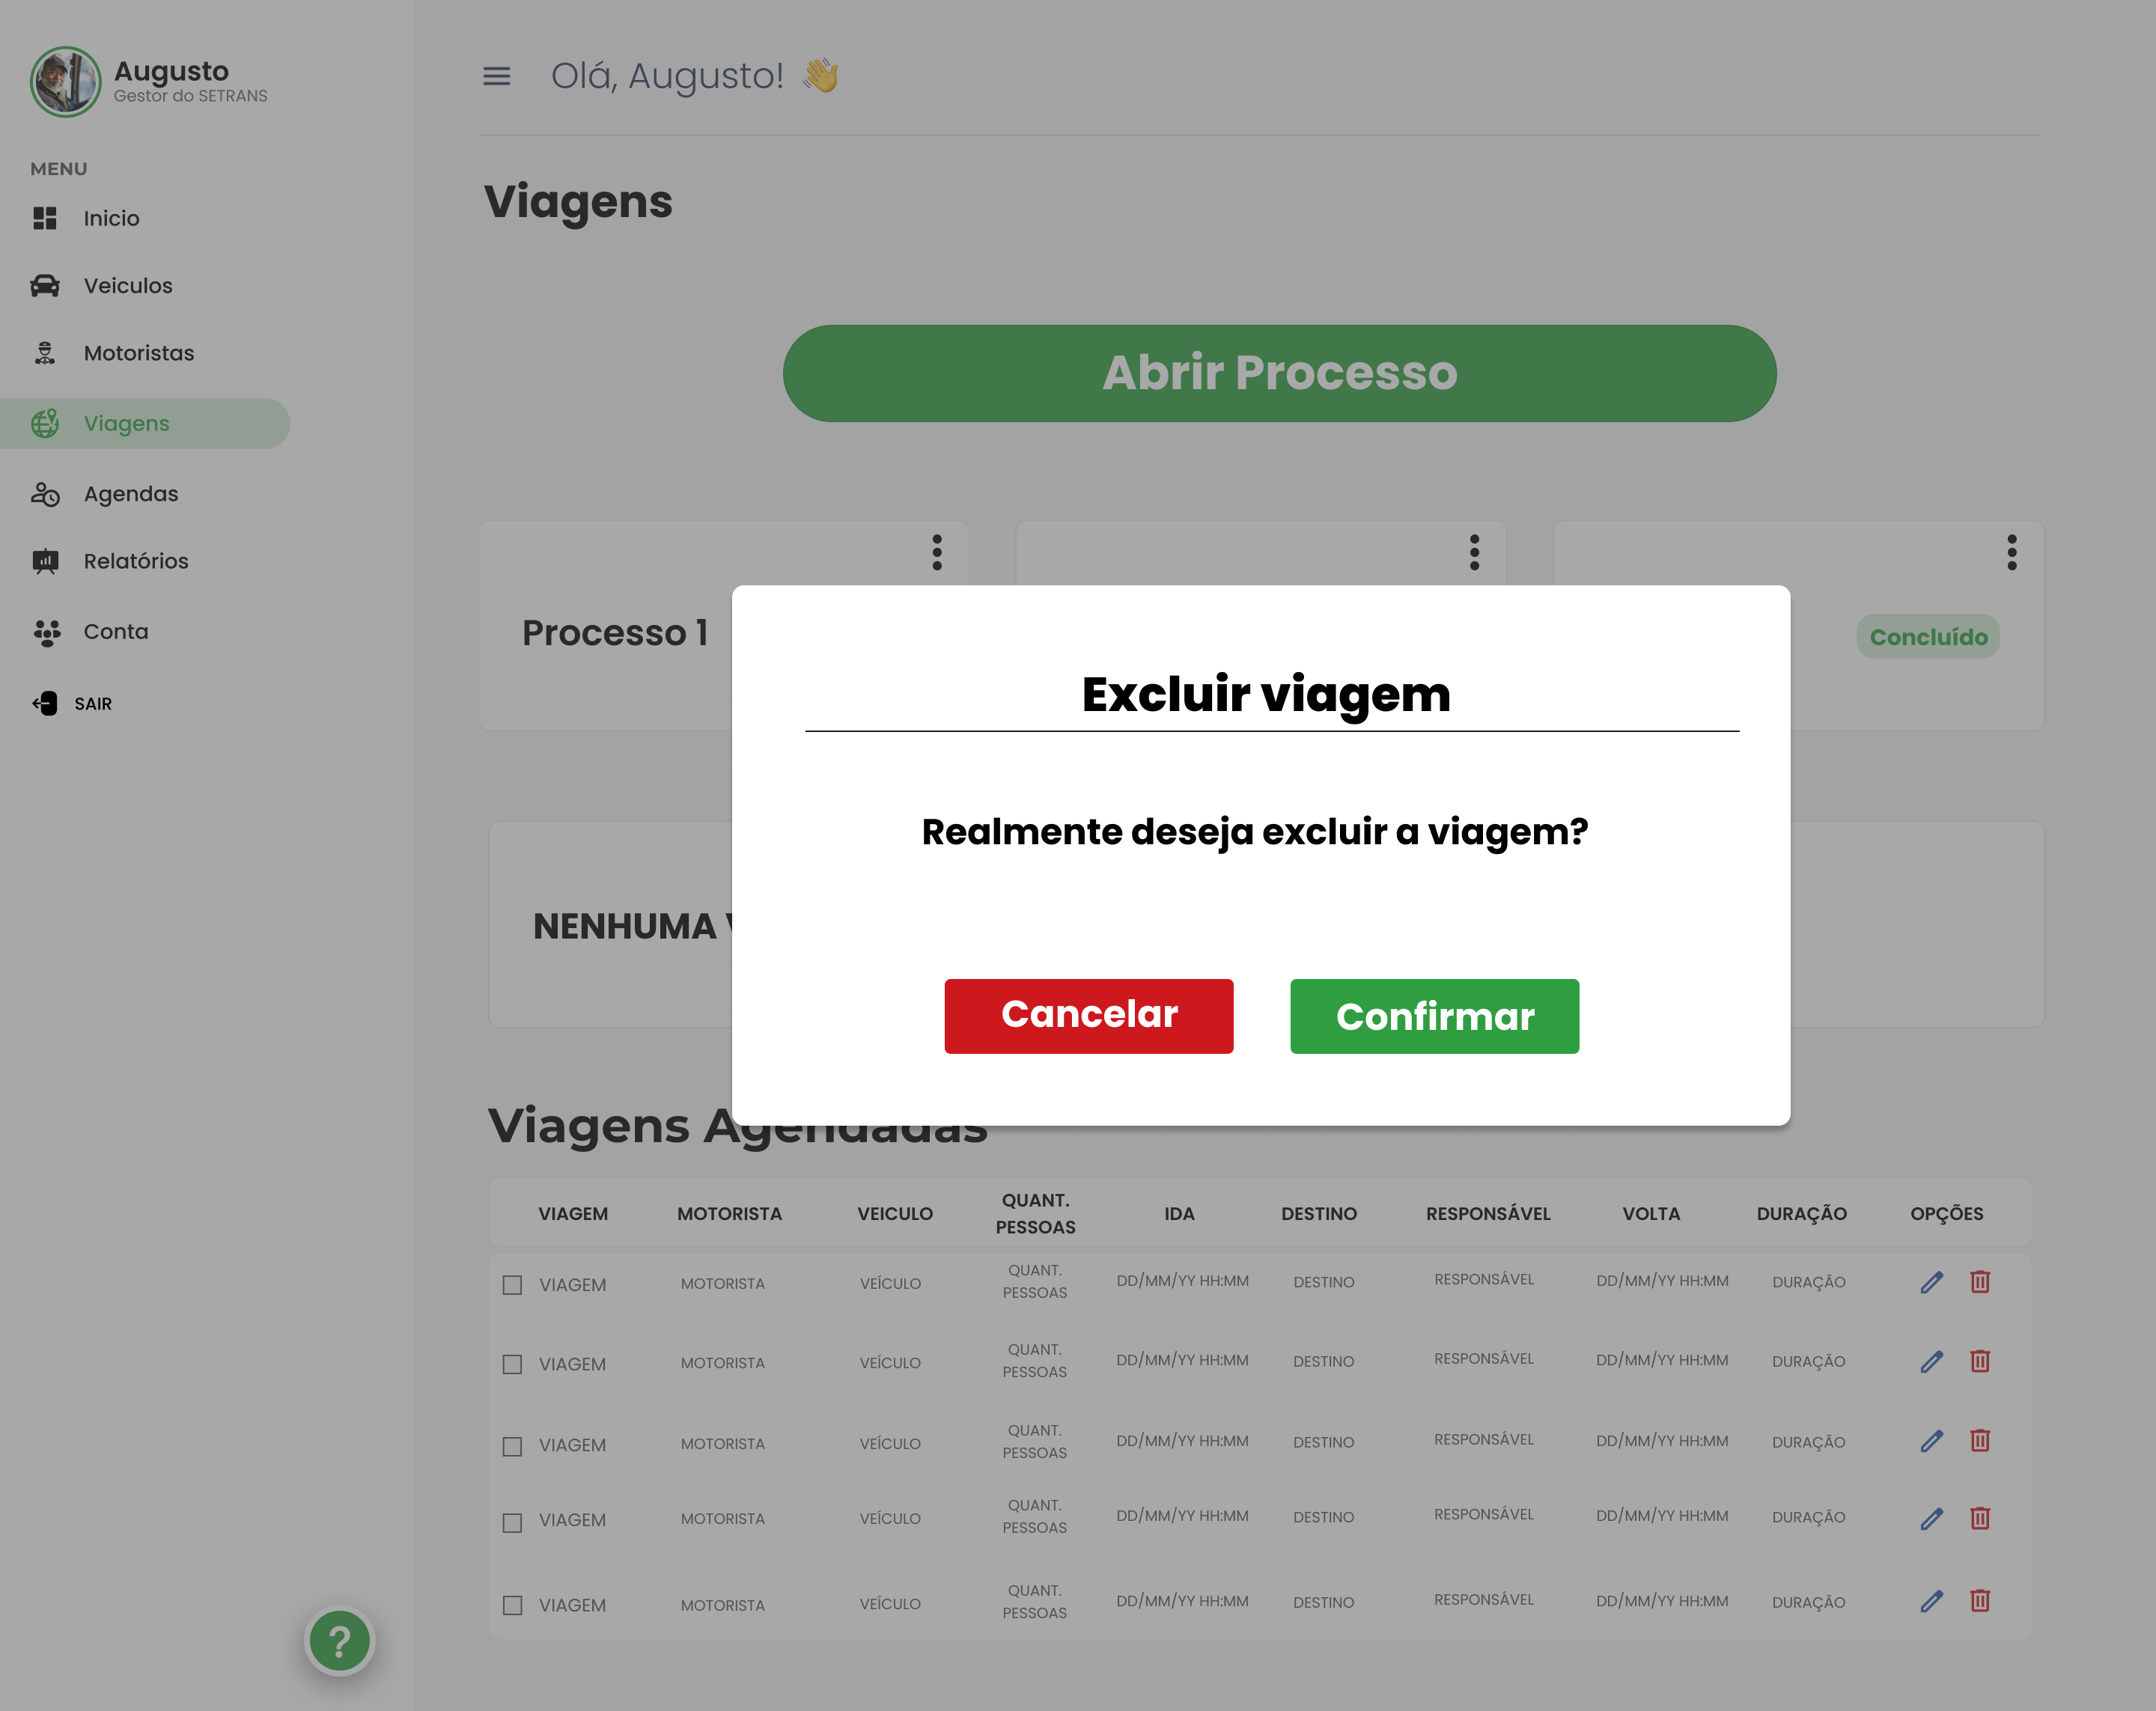 Augusto
Gestor do SETRANS
MENU
Inicio
Veiculos
Motoristas
Viagens
Agendas
Relatórios
Conta
SAIR
?
Olá, Augusto! 👋
Viagens
Abrir Processo
Processo 1
Concluído
NENHUMA
Excluir viagem
Realmente deseja excluir a viagem?
Cancelar Confirmar
Viagens Agendadas
VIAGEM MOTORISTA VEICULO QUANT. PESSOAS IDA DESTINO RESPONSÁVEL VOLTA DURAÇÃO OPÇÕES
VIAGEM MOTORISTA VEÍCULO QUANT. PESSOAS DD/MM/YY HH:MM DESTINO RESPONSÁVEL DD/MM/YY HH:MM DURAÇÃO
VIAGEM MOTORISTA VEÍCULO QUANT. PESSOAS DD/MM/YY HH:MM DESTINO RESPONSÁVEL DD/MM/YY HH:MM DURAÇÃO
VIAGEM MOTORISTA VEÍCULO QUANT. PESSOAS DD/MM/YY HH:MM DESTINO RESPONSÁVEL DD/MM/YY HH:MM DURAÇÃO
VIAGEM MOTORISTA VEÍCULO QUANT. PESSOAS DD/MM/YY HH:MM DESTINO RESPONSÁVEL DD/MM/YY HH:MM DURAÇÃO
VIAGEM MOTORISTA VEÍCULO QUANT. PESSOAS DD/MM/YY HH:MM DESTINO RESPONSÁVEL DD/MM/YY HH:MM DURAÇÃO